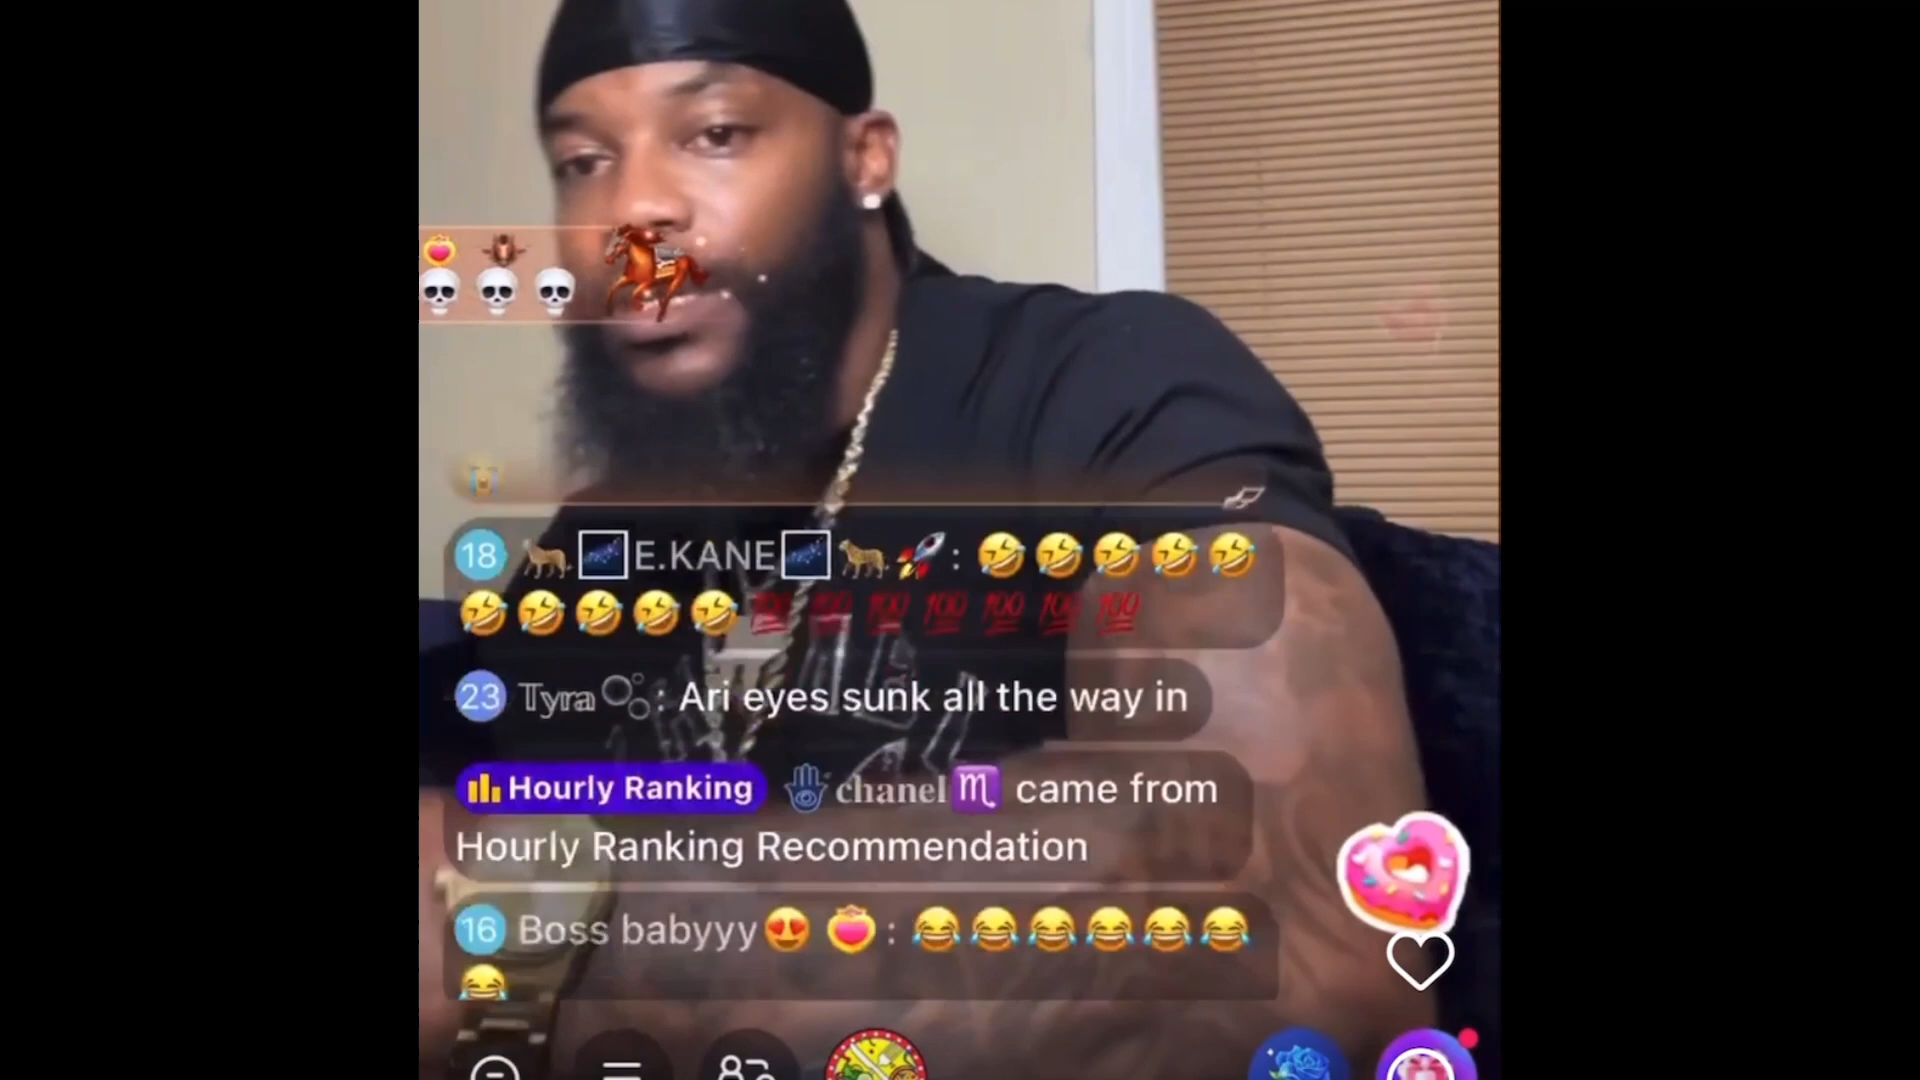 18 E.KANE :
23 Tyra : Ari eyes sunk all the way in
Hourly Ranking chanel came from
Hourly Ranking Recommendation
16 Boss babyyy :